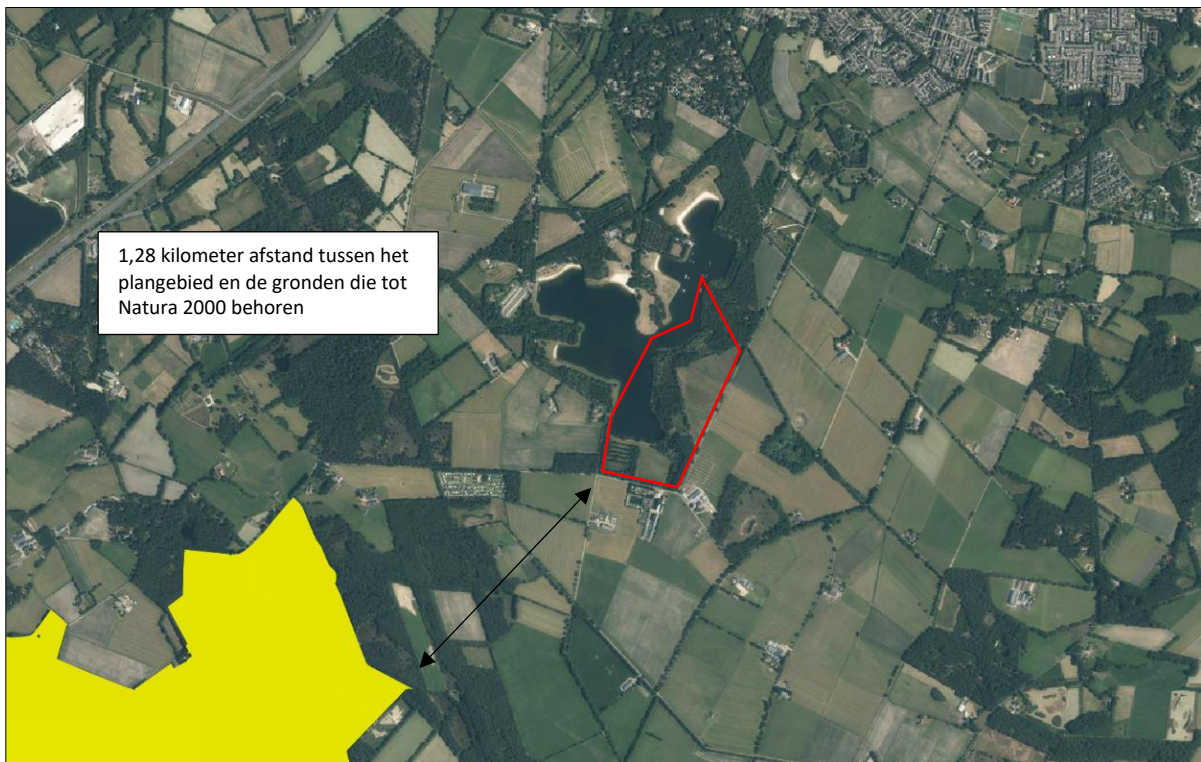 1,28 kilometer afstand tussen het
plangebied en de gronden die tot
Natura 2000 behoren